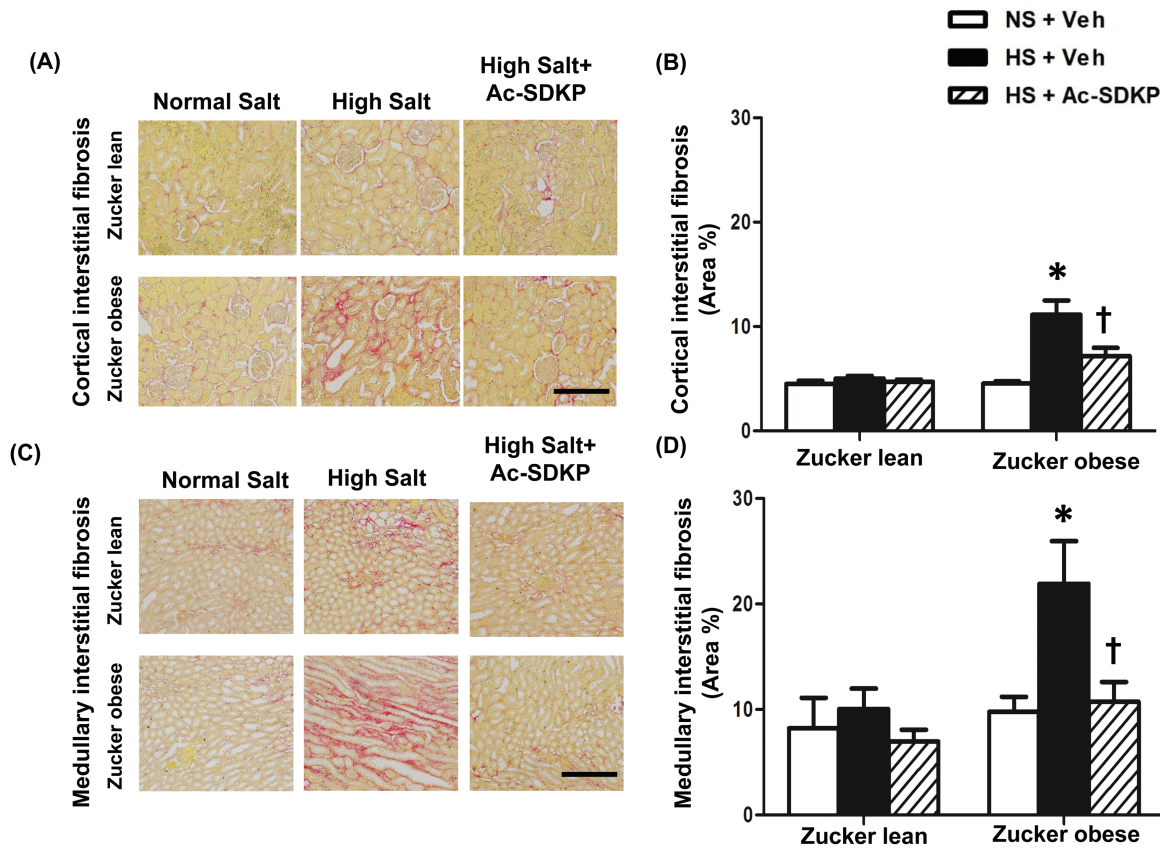 NS + Veh
HS + Veh
HS + Ac-SDKP
(A)
Normal Salt
High Salt
High Salt+
Ac-SDKP
Cortical interstitial fibrosis
Zucker lean
Zucker obese
(B)
Cortical interstitial fibrosis
(Area %)
30
20
10
0
*
†
Zucker lean
Zucker obese
(C)
Normal Salt
High Salt
High Salt+
Ac-SDKP
Medullary interstitial fibrosis
Zucker lean
Zucker obese
(D)
Medullary interstitial fibrosis
(Area %)
30
20
10
0
*
†
Zucker lean
Zucker obese